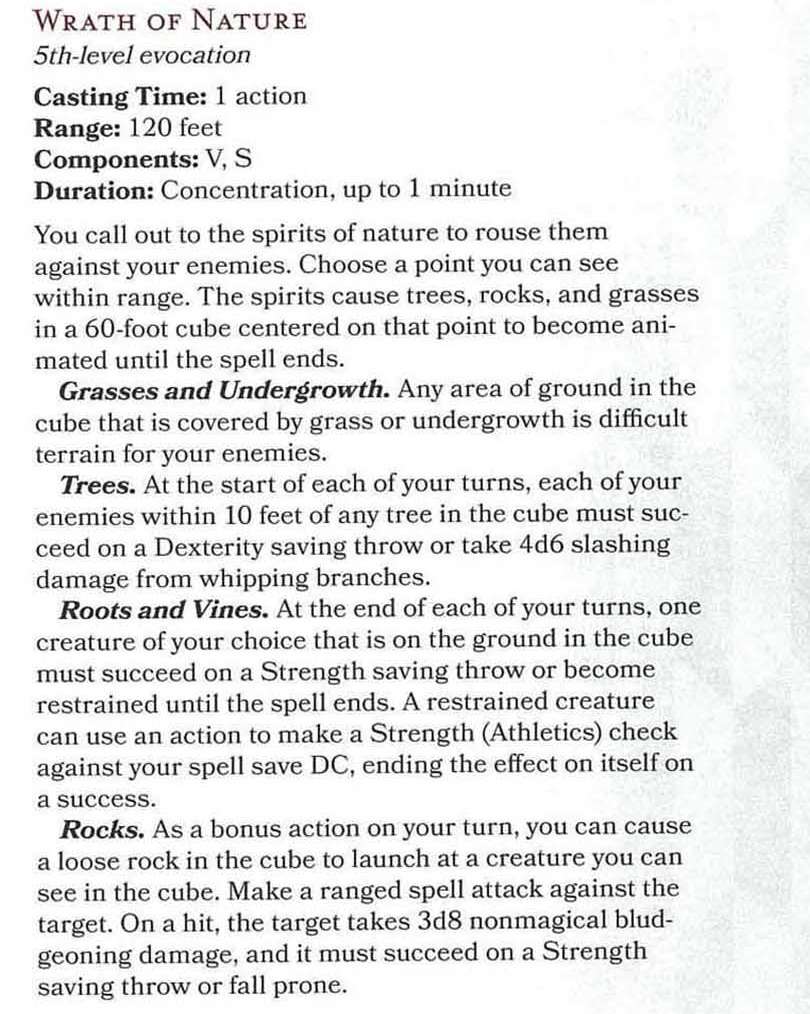 WRATH OF NATURE
5th-level evocation
Casting Time: 1 action
Range: 120 feet
Components: V, S
Duration: Concentration, up to 1 minute
You call out to the spirits of nature to rouse them
against your enemies. Choose a point you can see
within range. The spirits cause trees, rocks, and grasses
in a 60-foot cube centered on that point to become ani-
mated until the spell ends.
Grasses and Undergrowth. Any area of ground in the
cube that is covered by grass or undergrowth is difficult
terrain for your enemies.
Trees. At the start of each of your turns, each of your
enemies within 10 feet of any tree in the cube must suc-
ceed on a Dexterity saving throw or take 4d6 slashing
damage from whipping branches.
Roots and Vines. At the end of each of your turns, one
creature of your choice that is on the ground in the cube
must succeed on a Strength saving throw or become
restrained until the spell ends. A restrained creature
can use an action to make a Strength (Athletics) check
against your spell save DC, ending the effect on itself on
a success.
Rocks. As a bonus action on your turn, you can cause
a loose rock in the cube to launch at a creature you can
see in the cube. Make a ranged spell attack against the
target. On a hit, the target takes 3d8 nonmagical blud-
geoning damage, and it must succeed on a Strength
saving throw or fall prone.